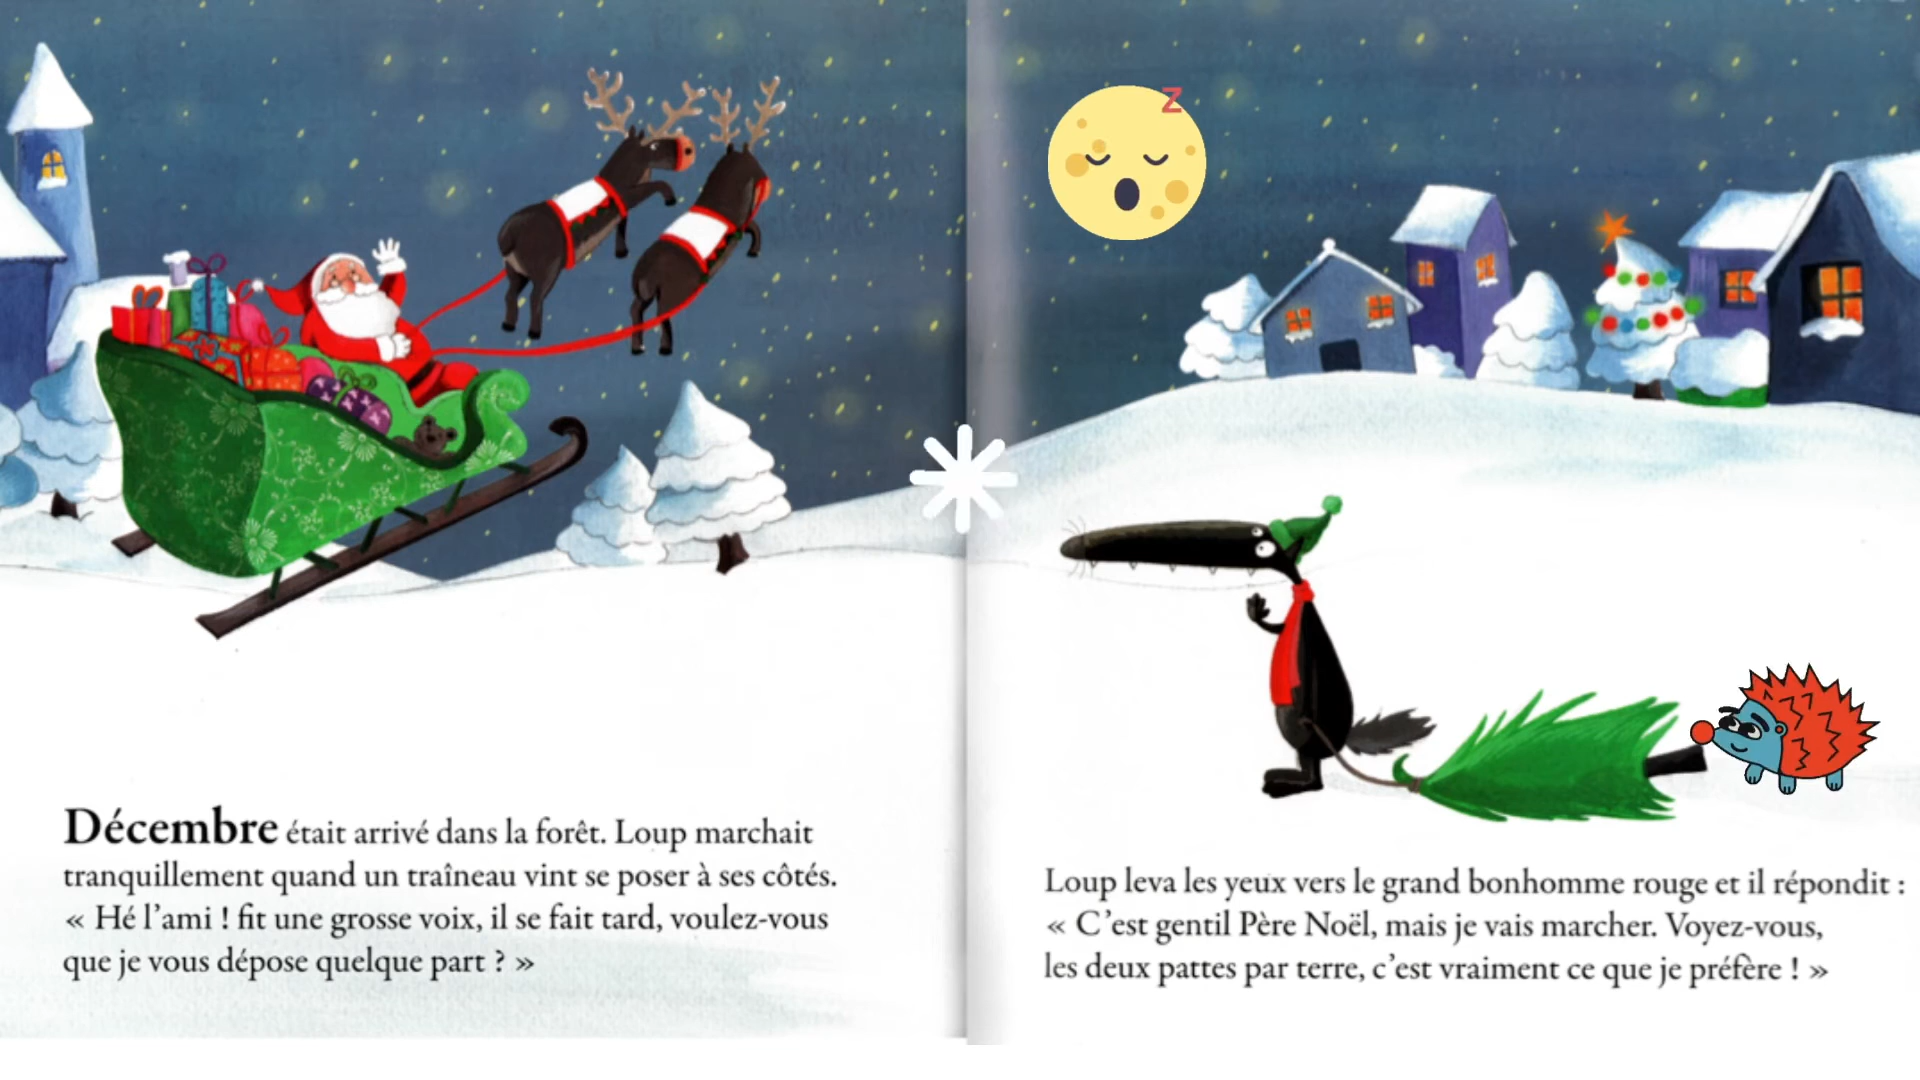 Z
Décembre était arrivé dans la forêt. Loup marchait
tranquillement quand un traîneau vint se poser à ses côtés.
« Hé l’ami ! fit une grosse voix, il se fait tard, voulez-vous
que je vous dépose quelque part ? »
Loup leva les yeux vers le grand bonhomme rouge et il répondit :
« C’est gentil Père Noël, mais je vais marcher. Voyez-vous,
les deux pattes par terre, c’est vraiment ce que je préfère ! »